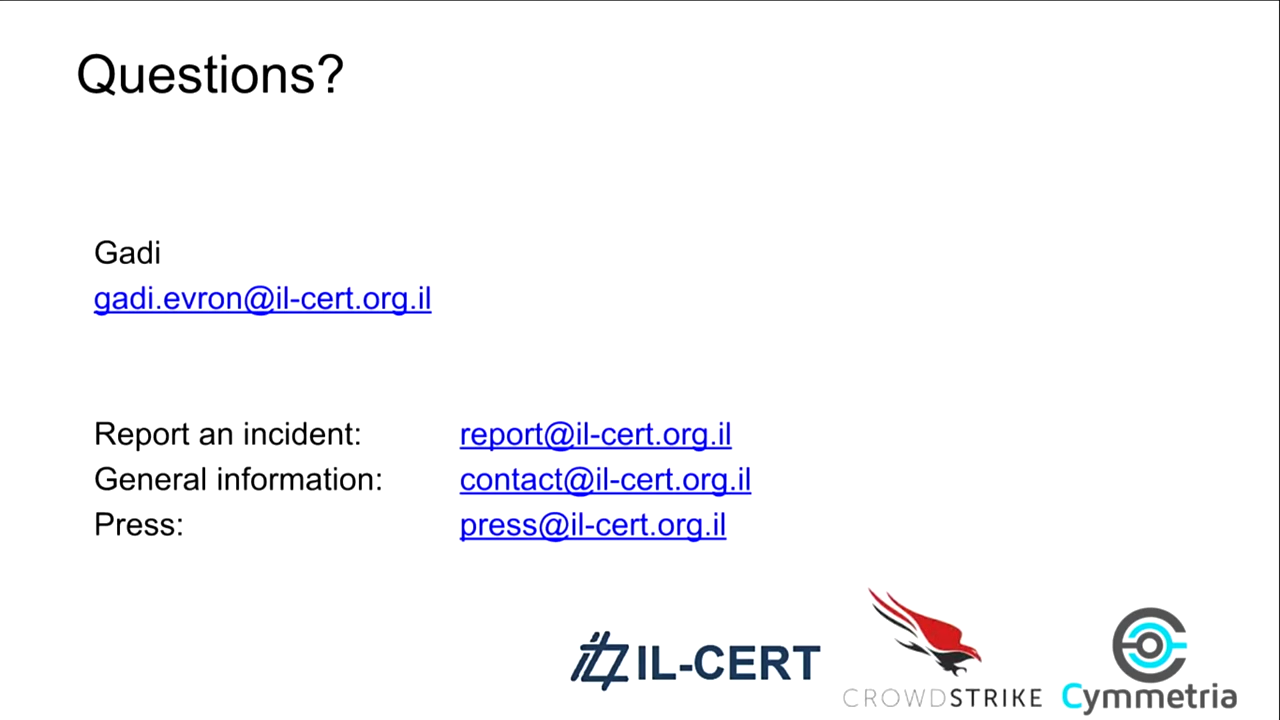 Questions?
Gadi
gadi.evron@il-cert.org.il
Report an incident: report@il-cert.org.il
General information: contact@il-cert.org.il
Press: press@il-cert.org.il
IL-CERT
CROWDSTRIKE
Cymmetria